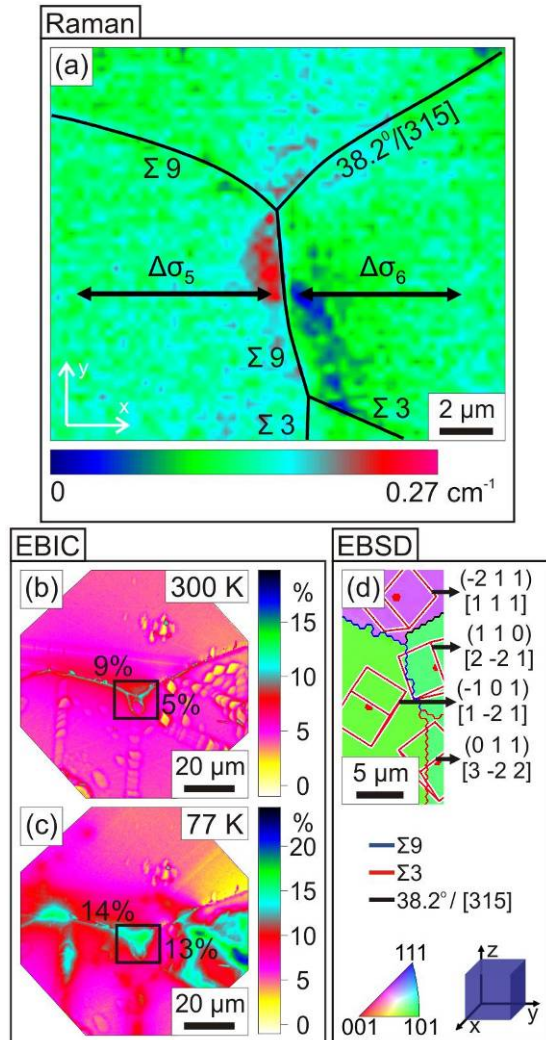 Raman
(a)
Σ 9
38.2⁰/[315]
Δσ₅
Δσ₆
Σ 9
y
x
Σ 3
Σ 3
2 µm
0
0.27 cm⁻¹
EBIC
(b)
300 K
%
15
10
5
0
9%
5%
20 µm
(c)
77 K
%
20
15
10
5
0
14%
13%
20 µm
EBSD
(d)
(-2 1 1)
[1 1 1]
(1 1 0)
[2 -2 1]
(-1 0 1)
[1 -2 1]
(0 1 1)
[3 -2 2]
5 µm
Σ9
Σ3
38.2°/ [315]
111
001
101
z
x
y